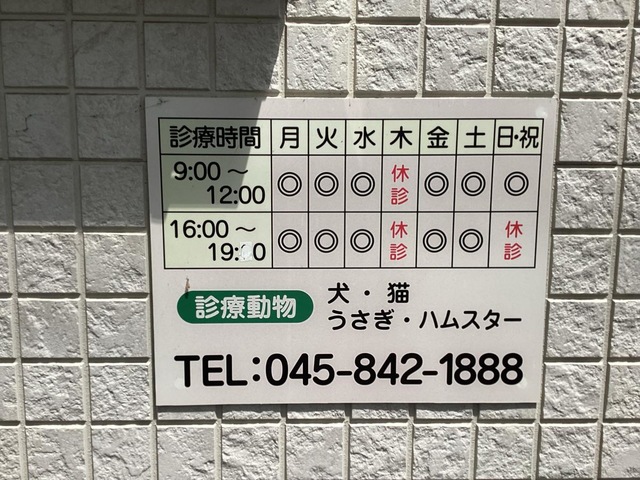 診療時間 月 火 水 木 金 土 日・祝
9:00～12:00 ◎ ◎ ◎ 休診 ◎ ◎ ◎
16:00～19:00 ◎ ◎ ◎ 休診 ◎ ◎ 休診
診療動物 犬・猫
うさぎ・ハムスター
TEL:045-842-1888